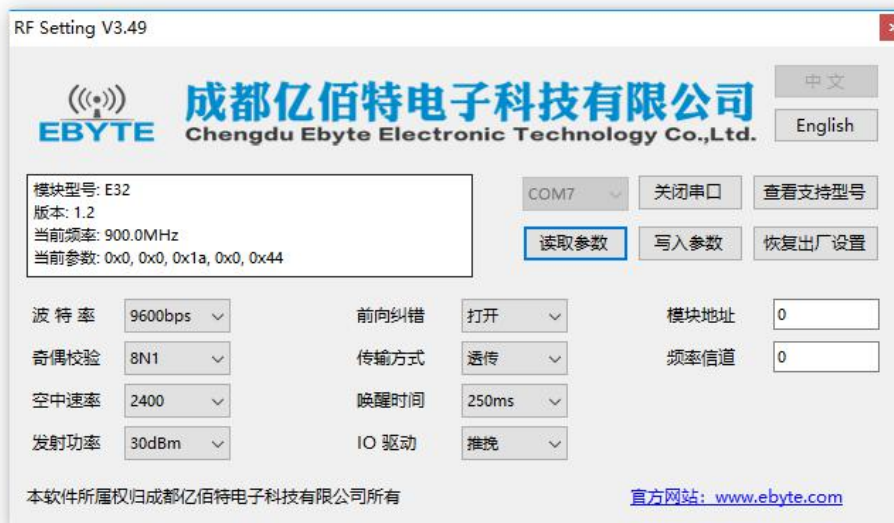 RF Setting V3.49
EBYTE
成都亿佰特电子科技有限公司
Chengdu Ebyte Electronic Technology Co.,Ltd.
中文
English
模块型号: E32
版本: 1.2
当前频率: 900.0MHz
当前参数: 0x0, 0x0, 0x1a, 0x0, 0x44
COM7 关闭串口 查看支持型号
读取参数 写入参数 恢复出厂设置
波特率 9600bps 前向纠错 打开 模块地址 0
奇偶校验 8N1 传输方式 透传 频率信道 0
空中速率 2400 唤醒时间 250ms
发射功率 30dBm IO 驱动 推挽
本软件所属权归成都亿佰特电子科技有限公司所有 官方网站：www.ebyte.com